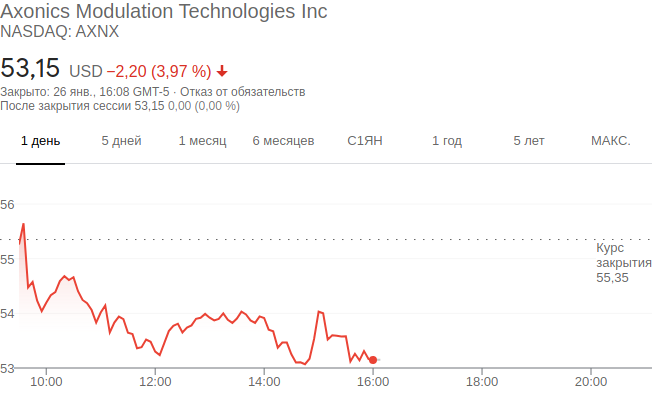 Axonics Modulation Technologies Inc
NASDAQ: AXNX
53,15 USD −2,20 (3,97 %)
Закрыто: 26 янв., 16:08 GMT-5 · Отказ от обязательств
После закрытия сессии 53,15 0,00 (0,00 %)
1 день 5 дней 1 месяц 6 месяцев С1ЯН 1 год 5 лет МАКС.
56
Курс
55 закрытия
55,35
54
53
10:00 12:00 14:00 16:00 18:00 20:00